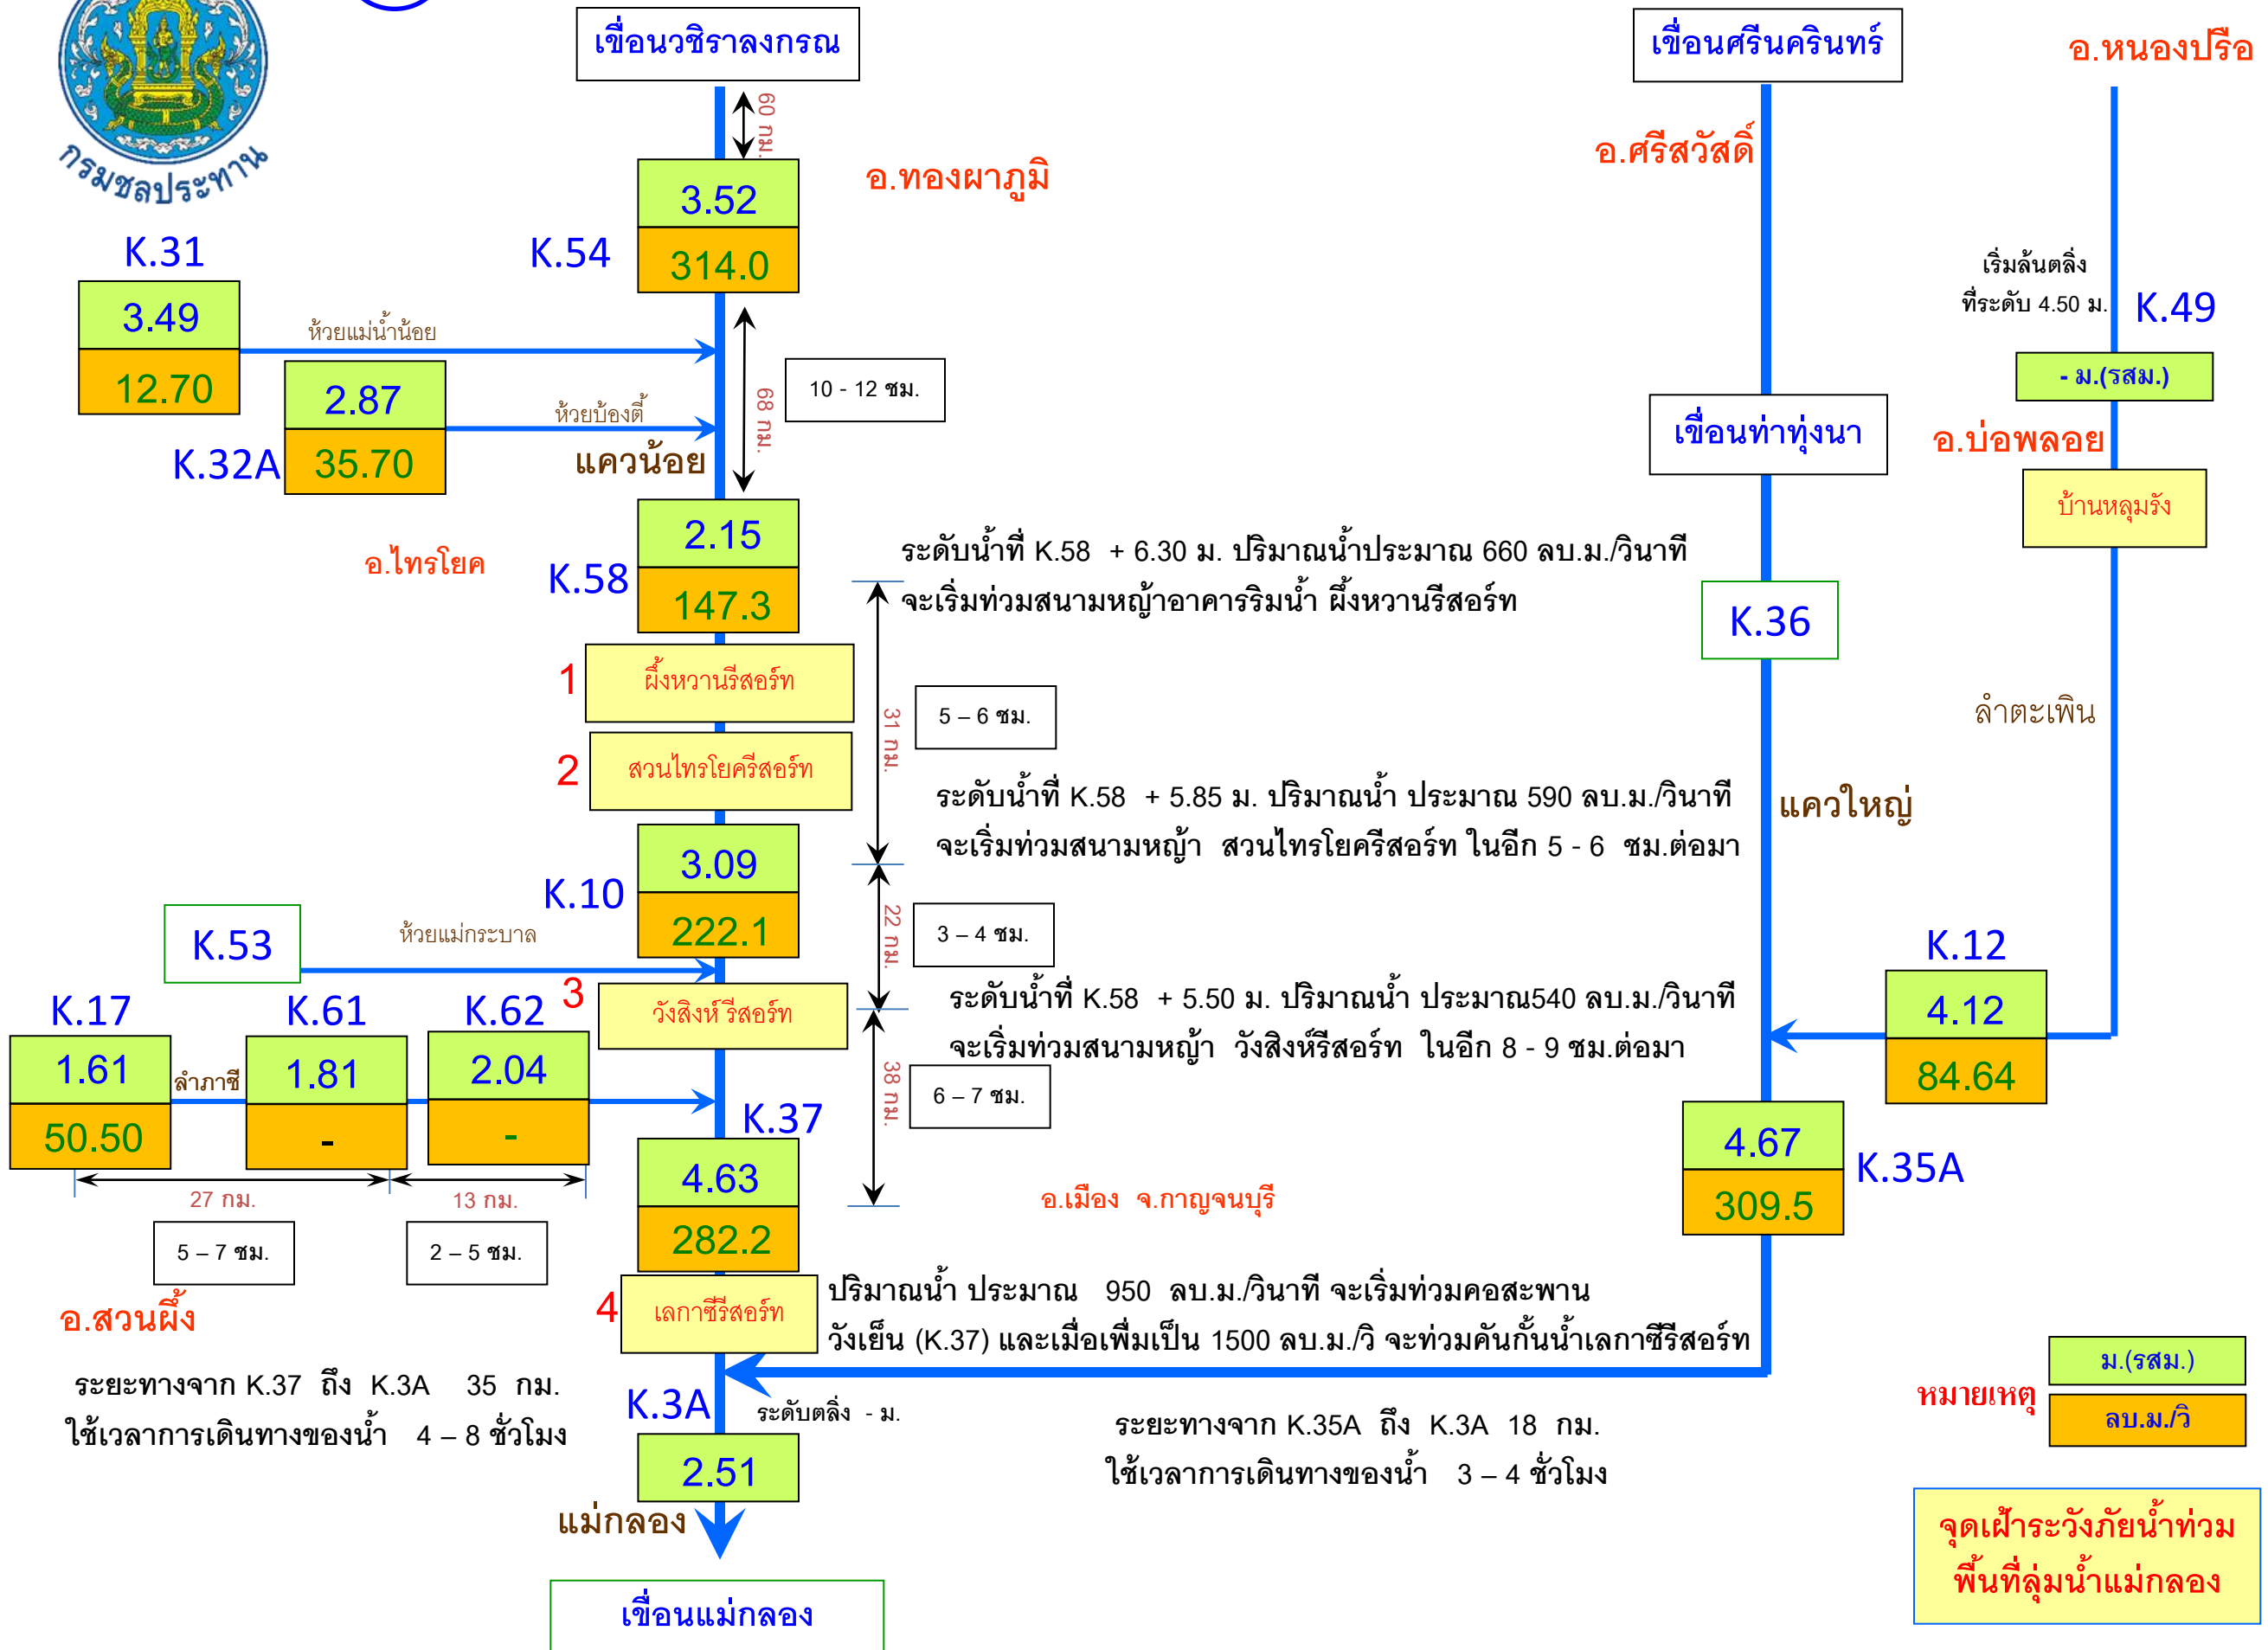 กรมชลประทาน
เขื่อนวชิราลงกรณ
เขื่อนศรีนครินทร์
อ.หนองปรือ
60 กม.
อ.ศรีสวัสดิ์
อ.ทองผาภูมิ
3.52
K.54
314.0
K.31
3.49
12.70
ห้วยแม่น้ำน้อย
เริ่มล้นตลิ่ง
ที่ระดับ 4.50 ม.
K.49
- ม.(รสม.)
2.87
K.32A
35.70
ห้วยบ้องตี้
แควน้อย
68 กม.
10 - 12 ชม.
เขื่อนท่าทุ่งนา
อ.บ่อพลอย
บ้านหลุมรัง
2.15
อ.ไทรโยค
K.58
147.3
ระดับน้ำที่ K.58 + 6.30 ม. ปริมาณน้ำประมาณ 660 ลบ.ม./วินาที
จะเริ่มท่วมสนามหญ้าอาคารริมน้ำ ผึ้งหวานรีสอร์ท
K.36
1
ผึ้งหวานรีสอร์ท
31 กม.
5 – 6 ชม.
ลำตะเพิน
2
สวนไทรโยครีสอร์ท
ระดับน้ำที่ K.58 + 5.85 ม. ปริมาณน้ำ ประมาณ 590 ลบ.ม./วินาที
จะเริ่มท่วมสนามหญ้า สวนไทรโยครีสอร์ท ในอีก 5 - 6 ชม.ต่อมา
แควใหญ่
3.09
K.10
222.1
22 กม.
3 – 4 ชม.
K.53
ห้วยแม่กระบาล
K.12
4.12
84.64
3
วังสิงห์ รีสอร์ท
ระดับน้ำที่ K.58 + 5.50 ม. ปริมาณน้ำ ประมาณ540 ลบ.ม./วินาที
จะเริ่มท่วมสนามหญ้า วังสิงห์รีสอร์ท ในอีก 8 - 9 ชม.ต่อมา
K.17
K.61
K.62
1.61
ลำภาชี
1.81
2.04
50.50
-
-
38 กม.
6 – 7 ชม.
K.37
4.63
282.2
4.67
K.35A
309.5
27 กม.
13 กม.
5 – 7 ชม.
2 – 5 ชม.
อ.เมือง จ.กาญจนบุรี
อ.สวนผึ้ง
4
เลกาซีรีสอร์ท
ปริมาณน้ำ ประมาณ 950 ลบ.ม./วินาที จะเริ่มท่วมคอสะพาน
วังเย็น (K.37) และเมื่อเพิ่มเป็น 1500 ลบ.ม./วิ จะท่วมคันกั้นน้ำเลกาซีรีสอร์ท
ระยะทางจาก K.37 ถึง K.3A 35 กม.
ใช้เวลาการเดินทางของน้ำ 4 – 8 ชั่วโมง
K.3A
ระดับตลิ่ง - ม.
2.51
ระยะทางจาก K.35A ถึง K.3A 18 กม.
ใช้เวลาการเดินทางของน้ำ 3 – 4 ชั่วโมง
หมายเหตุ
ม.(รสม.)
ลบ.ม./วิ
แม่กลอง
เขื่อนแม่กลอง
จุดเฝ้าระวังภัยน้ำท่วม
พื้นที่ลุ่มน้ำแม่กลอง